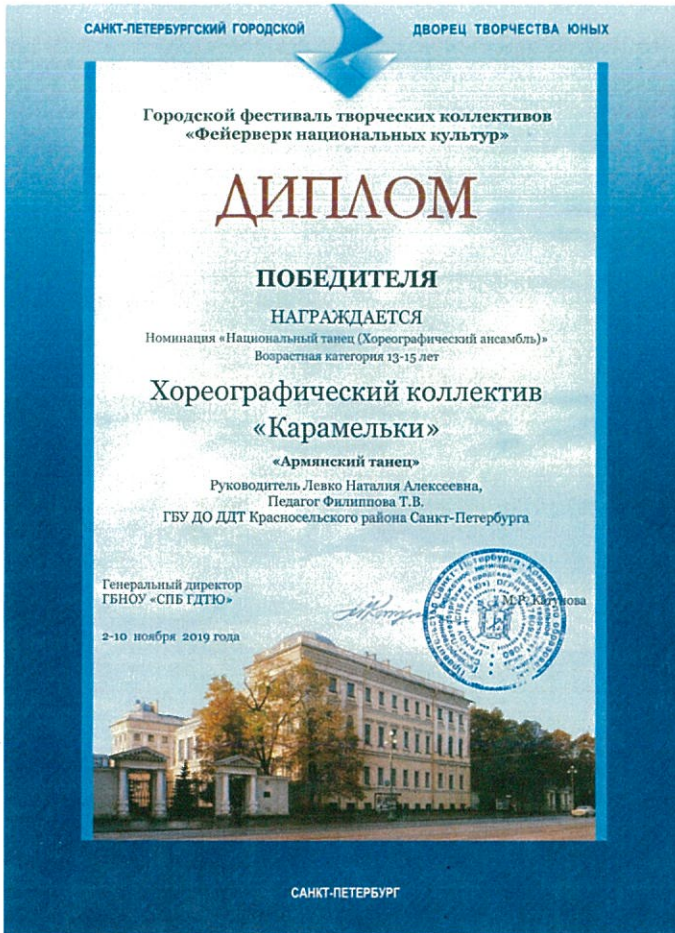 САНКТ-ПЕТЕРБУРГСКИЙ ГОРОДСКОЙ ДВОРЕЦ ТВОРЧЕСТВА ЮНЫХ
Городской фестиваль творческих коллективов
«Фейерверк национальных культур»
ДИПЛОМ
ПОБЕДИТЕЛЯ
НАГРАЖДАЕТСЯ
Номинация «Национальный танец (Хореографический ансамбль)»
Возрастная категория 13-15 лет
Хореографический коллектив
«Карамельки»
«Армянский танец»
Руководитель Левко Наталия Алексеевна,
Педагог Филиппова Т.В.
ГБУ ДО ДДТ Красносельского района Санкт-Петербурга
Генеральный директор
ГБНОУ «СПБ ГДТЮ»
М.Р. Катунова
2-10 ноября 2019 года
САНКТ-ПЕТЕРБУРГ